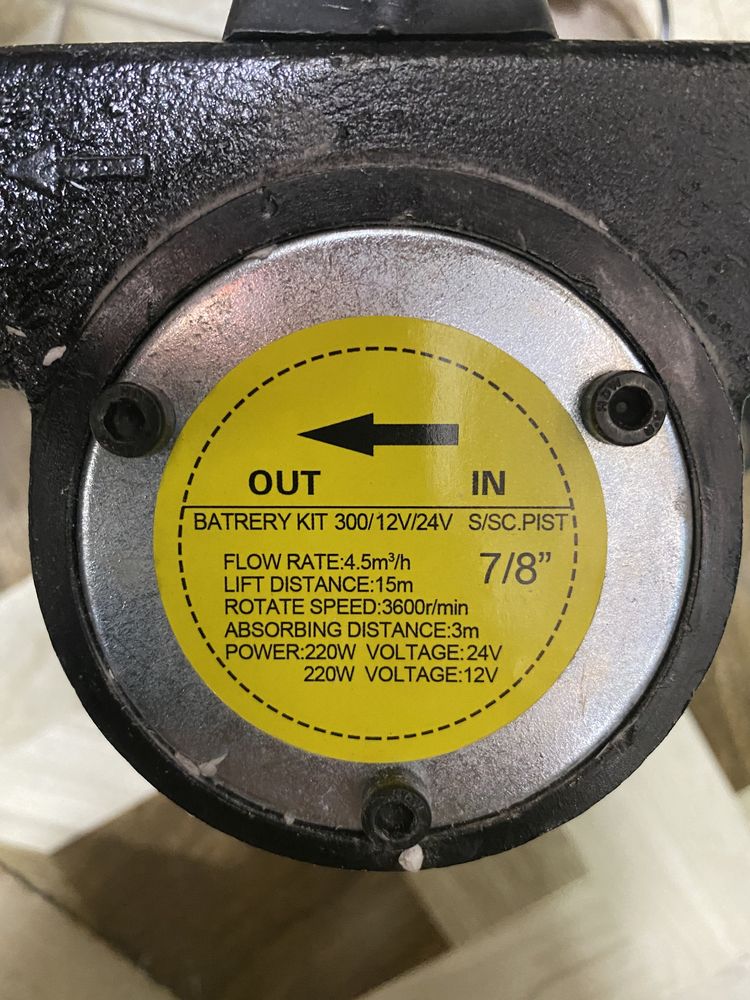 OUT IN
BATRERY KIT 300/12V/24V S/SC.PIST
FLOW RATE:4.5m³/h
7/8”
LIFT DISTANCE:15m
ROTATE SPEED:3600r/min
ABSORBING DISTANCE:3m
POWER:220W VOLTAGE:24V
220W VOLTAGE:12V